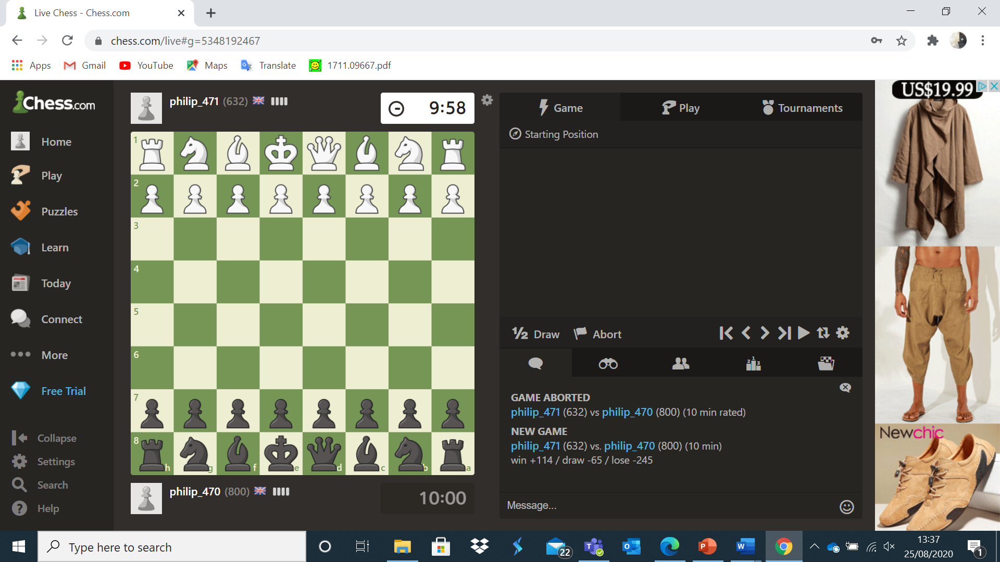 Live Chess - Chess.com
chess.com/live#g=5348192467
Apps
Gmail
YouTube
Maps
Translate
1711.09667.pdf
Chess.com
Home
Play
Puzzles
Learn
Today
Connect
More
Free Trial
Collapse
Settings
Search
Help
philip_471 (632)
9:58
1
2
3
4
5
6
7
8
h g f e d c b a
philip_470 (800)
10:00
Game
Play
Tournaments
Starting Position
½ Draw
Abort
GAME ABORTED
philip_471 (632) vs philip_470 (800) (10 min rated)
NEW GAME
philip_471 (632) vs. philip_470 (800) (10 min)
win +114 / draw -65 / lose -245
Message...
US$19.99
Newchic
Type here to search
22
13:37
25/08/2020
1